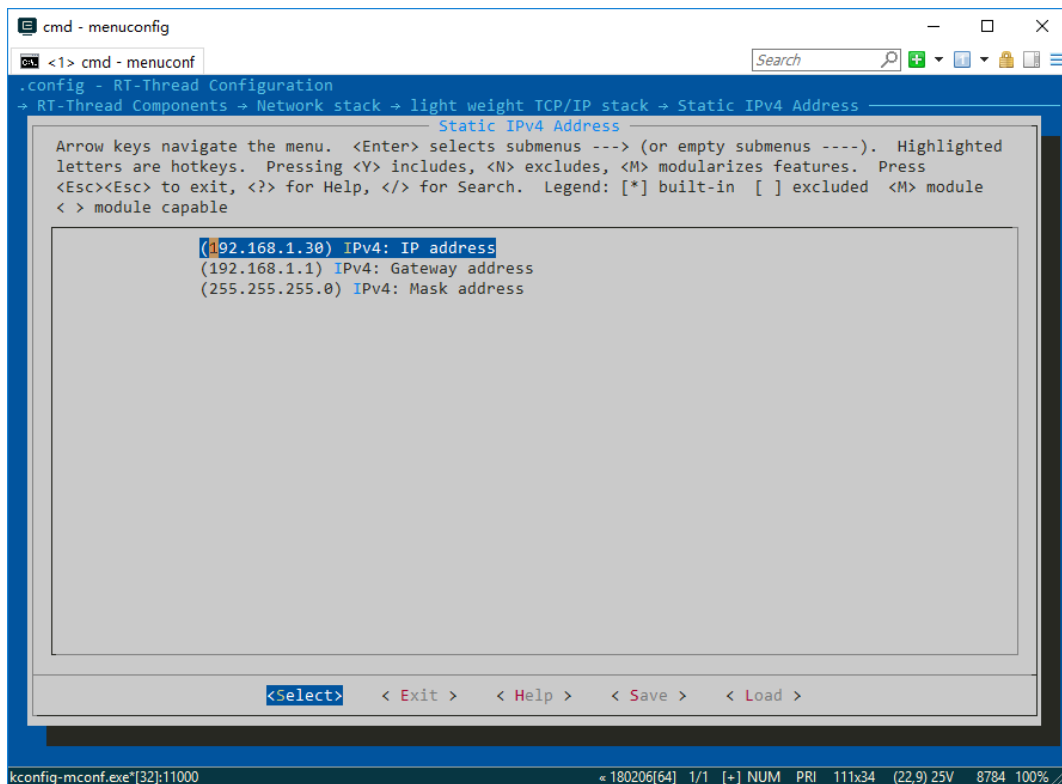 cmd - menuconfig
<1> cmd - menuconf
Search
.config - RT-Thread Configuration
→ RT-Thread Components → Network stack → light weight TCP/IP stack → Static IPv4 Address
Static IPv4 Address
Arrow keys navigate the menu.  <Enter> selects submenus ---> (or empty submenus ----).  Highlighted
letters are hotkeys.  Pressing <Y> includes, <N> excludes, <M> modularizes features.  Press
<Esc><Esc> to exit, <?> for Help, </> for Search.  Legend: [*] built-in  [ ] excluded  <M> module
< > module capable
(192.168.1.30) IPv4: IP address
(192.168.1.1) IPv4: Gateway address
(255.255.255.0) IPv4: Mask address
<Select>    < Exit >    < Help >    < Save >    < Load >
kconfig-mconf.exe*[32]:11000    « 180206[64]  1/1  [+] NUM  PRI  111x34  (22,9) 25V  8784  100%